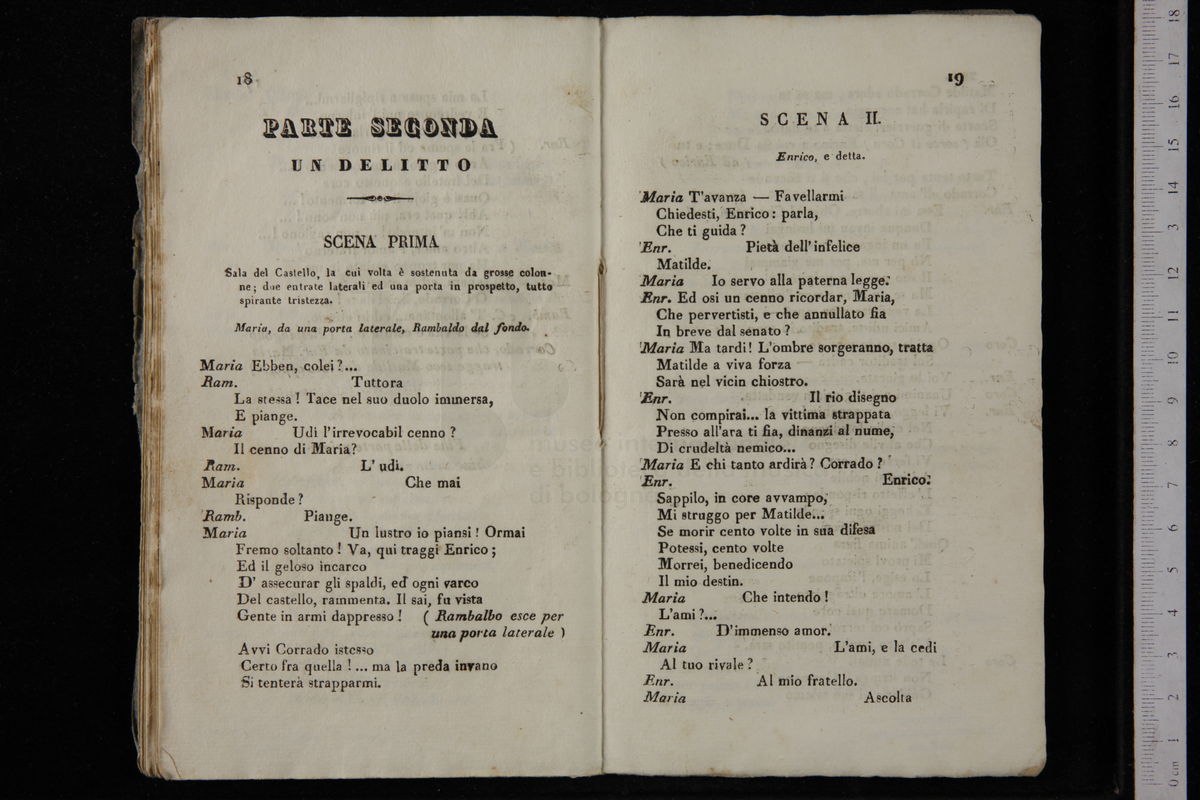 18
PARTE SECONDA
UN DELITTO
SCENA PRIMA
Sala del Castello, la cui volta è sostenuta da grosse colon-
ne; due entrate laterali ed una porta in prospetto, tutto
spirante tristezza.
Maria, da una porta laterale, Rambaldo dal fondo.
Maria Ebben, colei?...
Ram. Tuttora
La stessa! Tace nel suo duolo immersa,
E piange.
Maria Udì l'irrevocabil cenno?
Il cenno di Maria?
Ram. L'udì.
Maria Che mai
Risponde?
Ramb. Piange.
Maria Un lustro io piansi! Ormai
Fremo soltanto! Va, qui traggi Enrico;
Ed il geloso incarco
D'assecurar gli spaldi, ed ogni varco
Del castello, rammenta. Il sai, fu vista
Gente in armi dappresso! (Rambalbo esce per
una porta laterale)
Avvi Corrado istesso
Certo fra quella!... ma la preda invano
Si tenterà strapparmi.
19
SCENA II.
Enrico, e detta.
Maria T'avanza — Favellarmi
Chiedesti, Enrico: parla,
Che ti guida?
Enr. Pietà dell'infelice
Matilde.
Maria Io servo alla paterna legge.
Enr. Ed osi un cenno ricordar, Maria,
Che pervertisti, e che annullato fia
In breve dal senato?
Maria Ma tardi! L'ombre sorgeranno, tratta
Matilde a viva forza
Sarà nel vicin chiostro.
Enr. Il rio disegno
Non compirai... la vittima strappata
Presso all'ara ti fia, dinanzi al nume,
Di crudeltà nemico...
Maria E chi tanto ardirà? Corrado?
Enr. Enrico.
Sappilo, in core avvampo,
Mi struggo per Matilde...
Se morir cento volte in sua difesa
Potessi, cento volte
Morrei, benedicendo
Il mio destin.
Maria Che intendo!
L'ami?...
Enr. D'immenso amor.
Maria L'ami, e la cedi
Al tuo rivale?
Enr. Al mio fratello.
Maria Ascolta